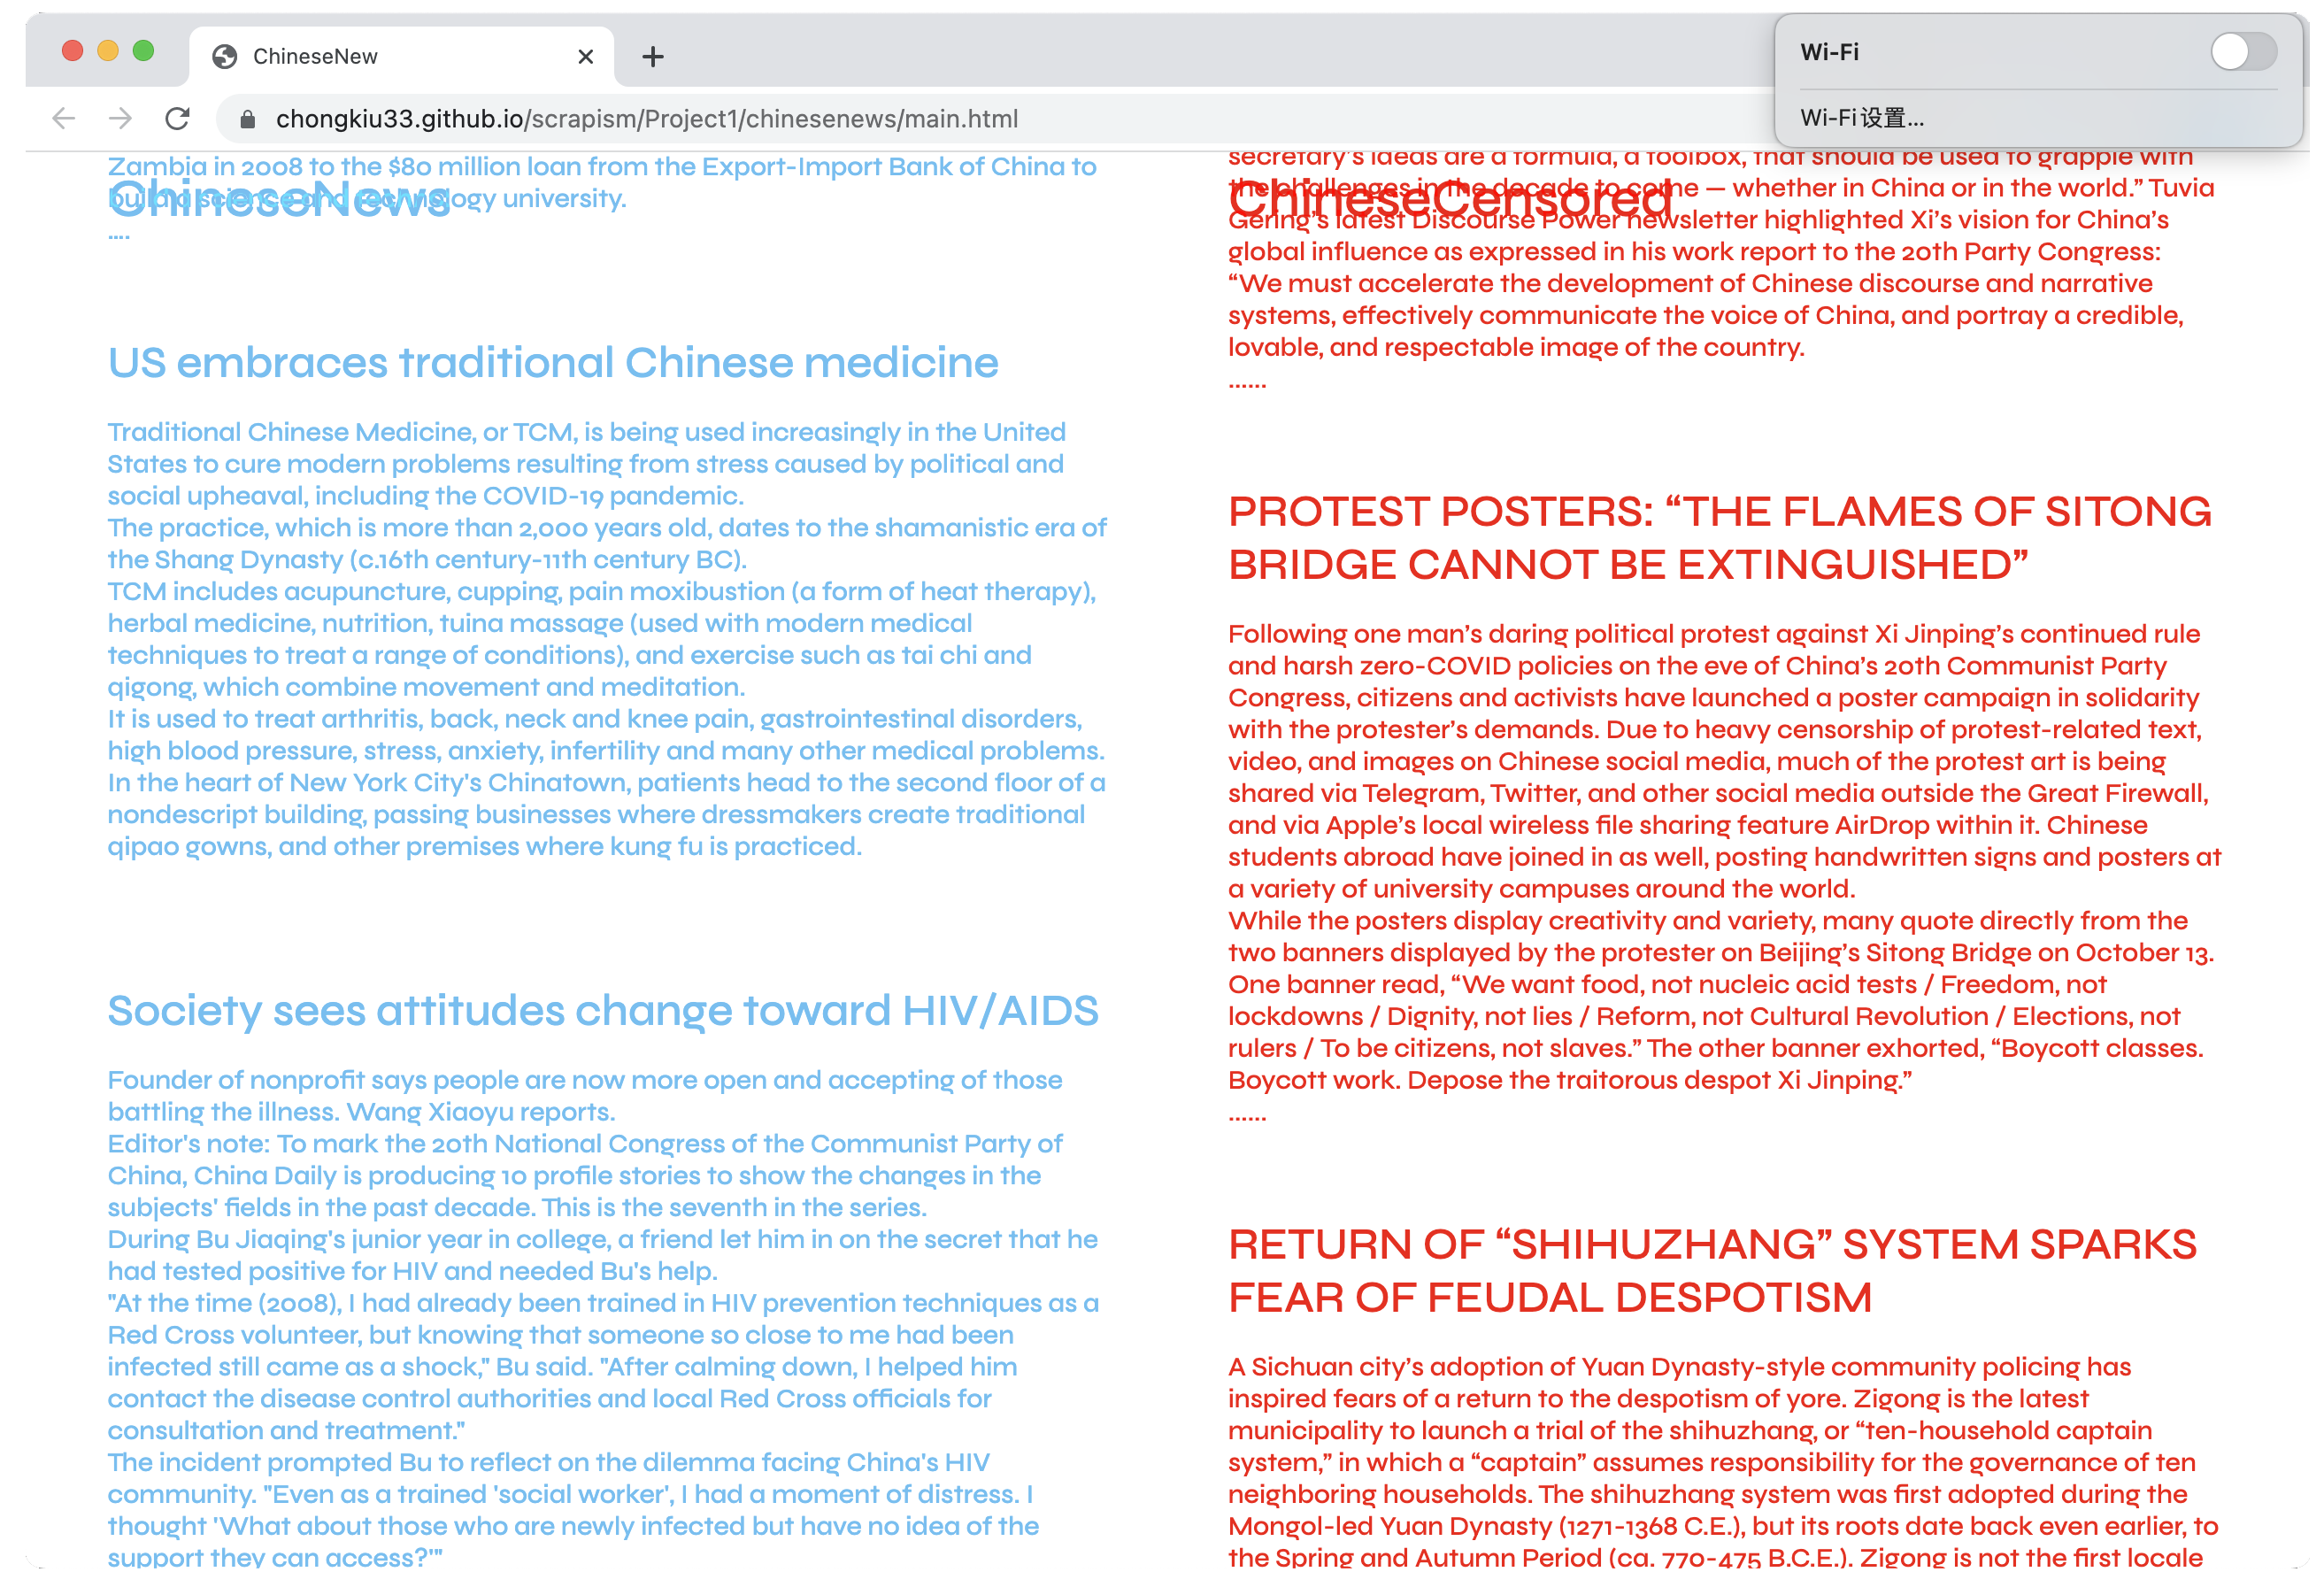 ChineseNew
Wi-Fi
chongkiu33.github.io/scrapism/Project1/chinesenews/main.html
Wi-Fi设置...
Zambia in 2008 to the $80 million loan from the Export-Import Bank of China to
build a science and technology university.
ChineseNews
....
US embraces traditional Chinese medicine
Traditional Chinese Medicine, or TCM, is being used increasingly in the United
States to cure modern problems resulting from stress caused by political and
social upheaval, including the COVID-19 pandemic.
The practice, which is more than 2,000 years old, dates to the shamanistic era of
the Shang Dynasty (c.16th century-11th century BC).
TCM includes acupuncture, cupping, pain moxibustion (a form of heat therapy),
herbal medicine, nutrition, tuina massage (used with modern medical
techniques to treat a range of conditions), and exercise such as tai chi and
qigong, which combine movement and meditation.
It is used to treat arthritis, back, neck and knee pain, gastrointestinal disorders,
high blood pressure, stress, anxiety, infertility and many other medical problems.
In the heart of New York City's Chinatown, patients head to the second floor of a
nondescript building, passing businesses where dressmakers create traditional
qipao gowns, and other premises where kung fu is practiced.
Society sees attitudes change toward HIV/AIDS
Founder of nonprofit says people are now more open and accepting of those
battling the illness. Wang Xiaoyu reports.
Editor's note: To mark the 20th National Congress of the Communist Party of
China, China Daily is producing 10 profile stories to show the changes in the
subjects' fields in the past decade. This is the seventh in the series.
During Bu Jiaqing's junior year in college, a friend let him in on the secret that he
had tested positive for HIV and needed Bu's help.
"At the time (2008), I had already been trained in HIV prevention techniques as a
Red Cross volunteer, but knowing that someone so close to me had been
infected still came as a shock," Bu said. "After calming down, I helped him
contact the disease control authorities and local Red Cross officials for
consultation and treatment."
The incident prompted Bu to reflect on the dilemma facing China's HIV
community. "Even as a trained 'social worker', I had a moment of distress. I
thought 'What about those who are newly infected but have no idea of the
support they can access?'"
secretary's ideas are a formula, a toolbox, that should be used to grapple with
the challenges in the decade to come — whether in China or in the world.” Tuvia
ChineseCensored
Gering’s latest Discourse Power newsletter highlighted Xi’s vision for China’s
global influence as expressed in his work report to the 20th Party Congress:
“We must accelerate the development of Chinese discourse and narrative
systems, effectively communicate the voice of China, and portray a credible,
lovable, and respectable image of the country.
......
PROTEST POSTERS: “THE FLAMES OF SITONG
BRIDGE CANNOT BE EXTINGUISHED”
Following one man’s daring political protest against Xi Jinping’s continued rule
and harsh zero-COVID policies on the eve of China’s 20th Communist Party
Congress, citizens and activists have launched a poster campaign in solidarity
with the protester’s demands. Due to heavy censorship of protest-related text,
video, and images on Chinese social media, much of the protest art is being
shared via Telegram, Twitter, and other social media outside the Great Firewall,
and via Apple’s local wireless file sharing feature AirDrop within it. Chinese
students abroad have joined in as well, posting handwritten signs and posters at
a variety of university campuses around the world.
While the posters display creativity and variety, many quote directly from the
two banners displayed by the protester on Beijing’s Sitong Bridge on October 13.
One banner read, “We want food, not nucleic acid tests / Freedom, not
lockdowns / Dignity, not lies / Reform, not Cultural Revolution / Elections, not
rulers / To be citizens, not slaves.” The other banner exhorted, “Boycott classes.
Boycott work. Depose the traitorous despot Xi Jinping.”
......
RETURN OF “SHIHUZHANG” SYSTEM SPARKS
FEAR OF FEUDAL DESPOTISM
A Sichuan city’s adoption of Yuan Dynasty-style community policing has
inspired fears of a return to the despotism of yore. Zigong is the latest
municipality to launch a trial of the shihuzhang, or “ten-household captain
system,” in which a “captain” assumes responsibility for the governance of ten
neighboring households. The shihuzhang system was first adopted during the
Mongol-led Yuan Dynasty (1271-1368 C.E.), but its roots date back even earlier, to
the Spring and Autumn Period (ca. 770-475 B.C.E.). Zigong is not the first locale